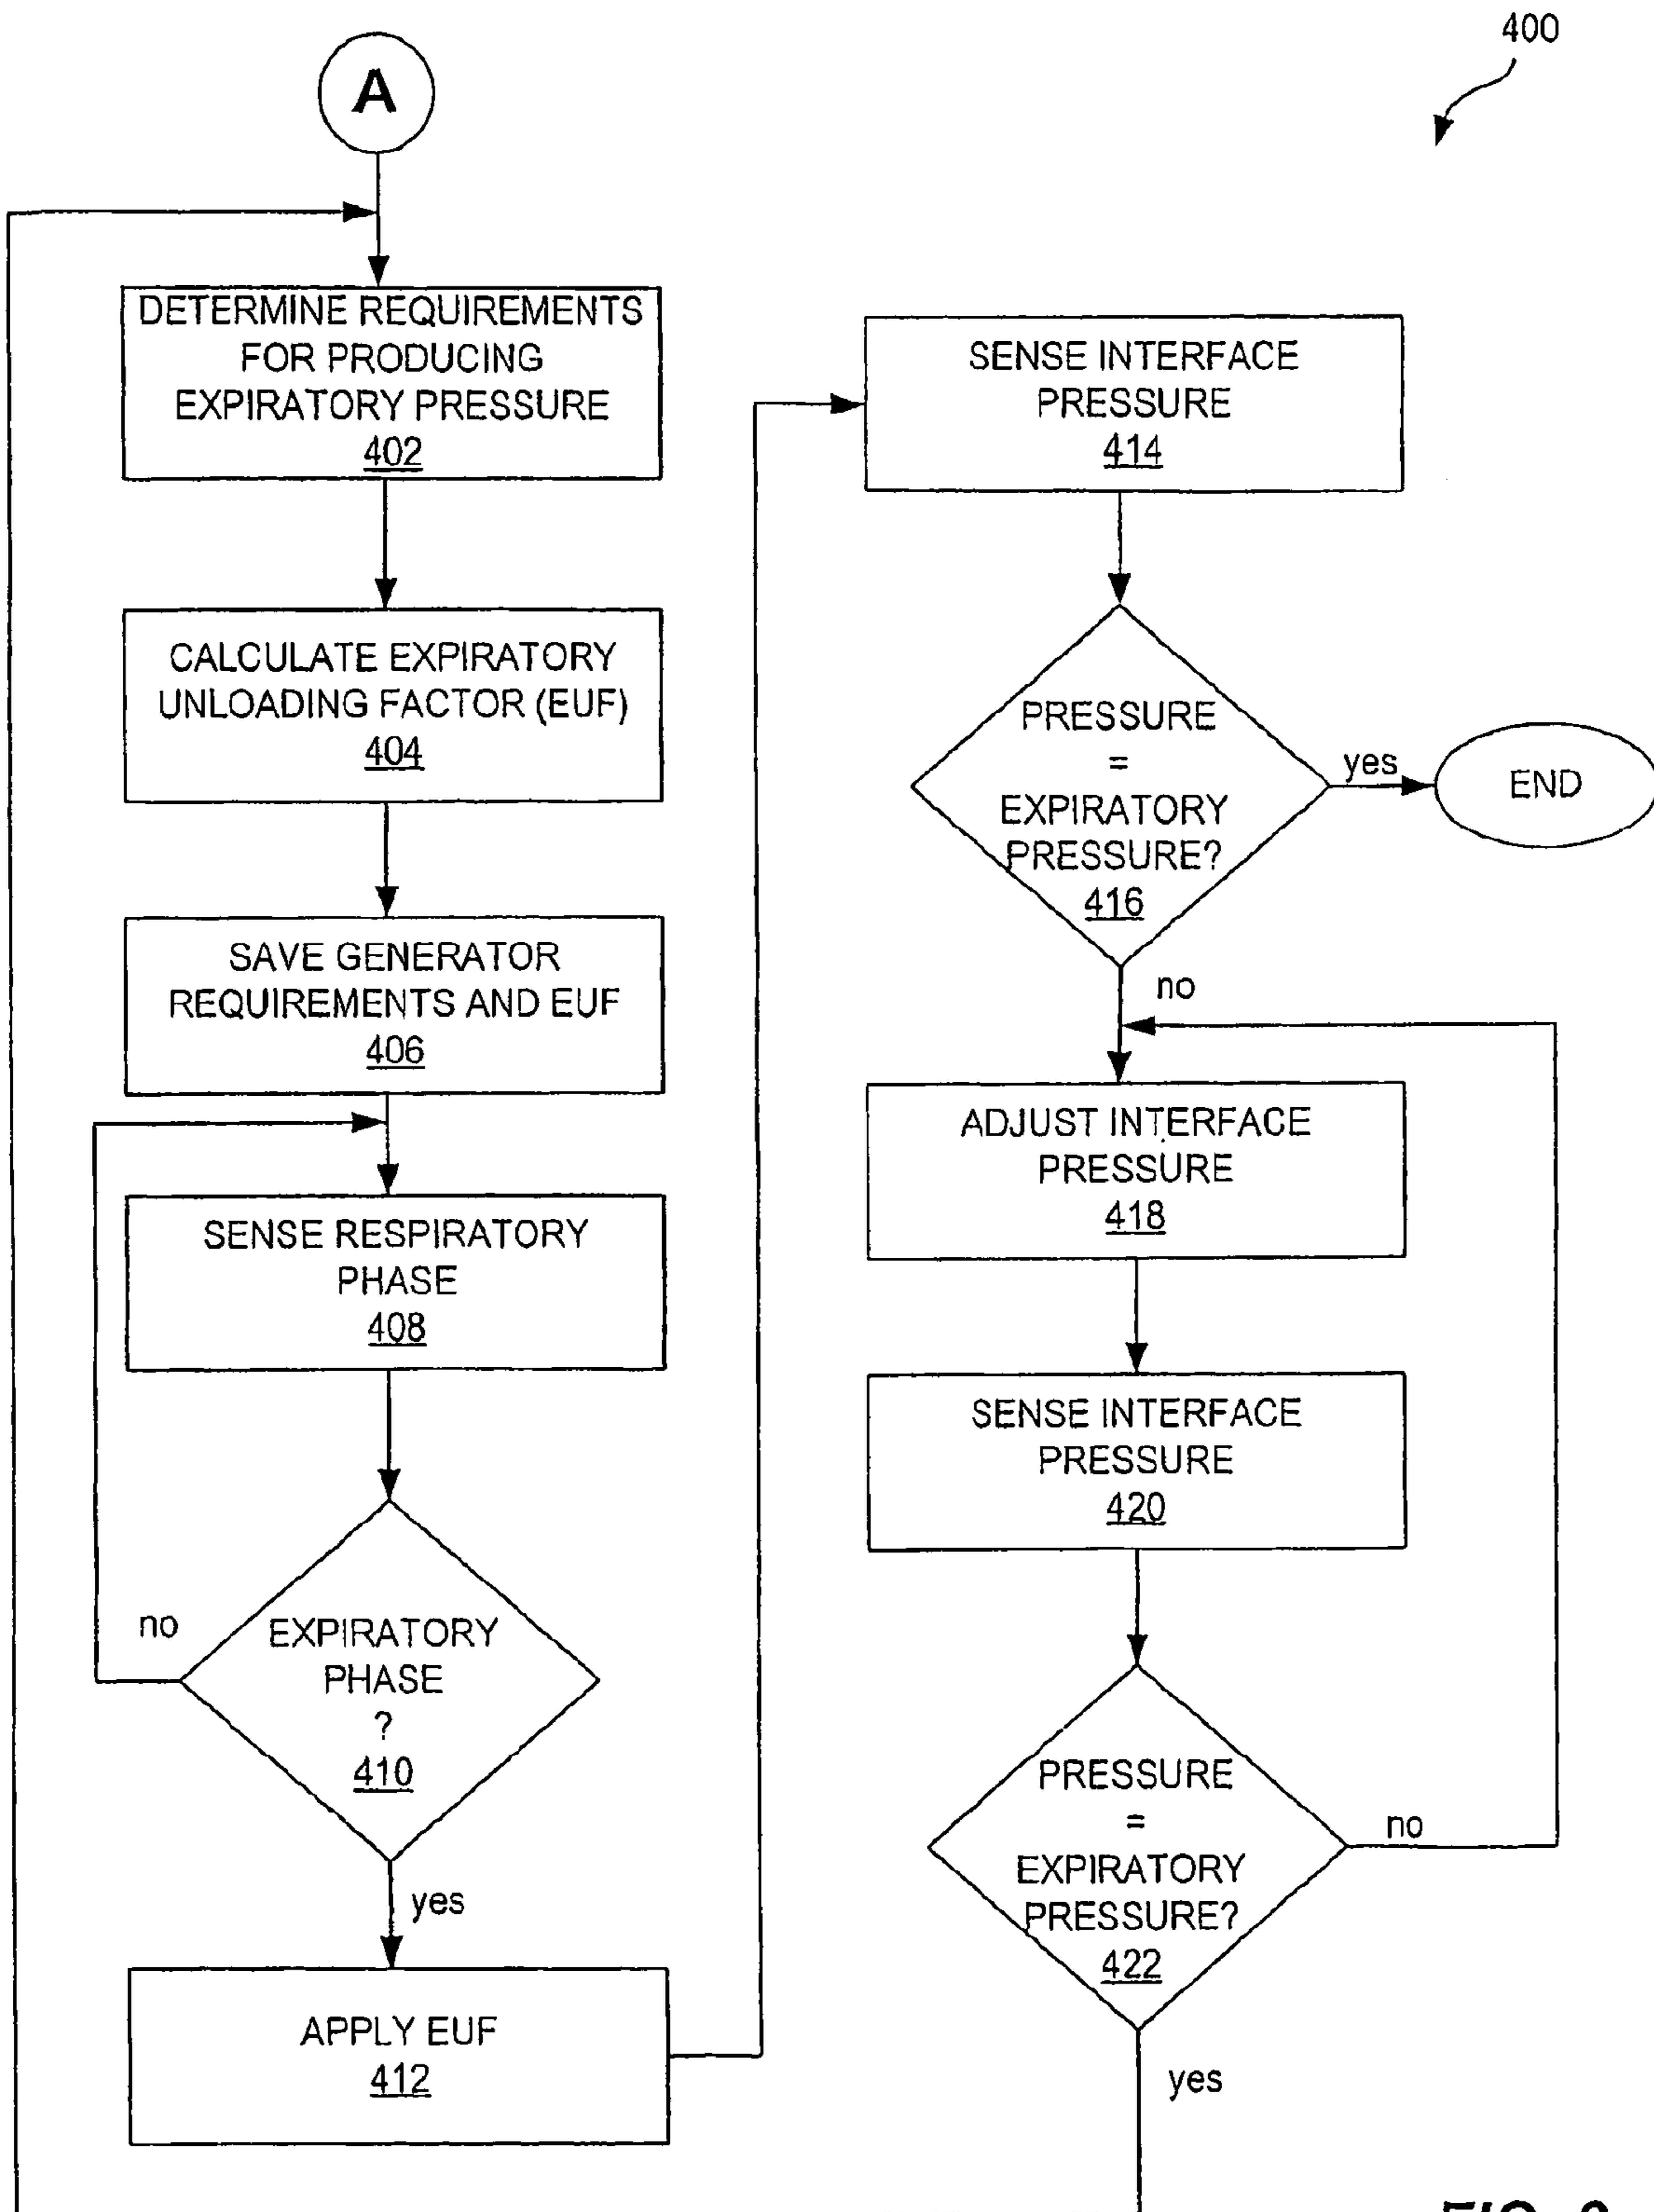 400
A
DETERMINE REQUIREMENTS
FOR PRODUCING
EXPIRATORY PRESSURE
402
CALCULATE EXPIRATORY
UNLOADING FACTOR (EUF)
404
SAVE GENERATOR
REQUIREMENTS AND EUF
406
SENSE RESPIRATORY
PHASE
408
no
EXPIRATORY
PHASE
?
410
yes
APPLY EUF
412
SENSE INTERFACE
PRESSURE
414
PRESSURE
=
EXPIRATORY
PRESSURE?
416
yes
END
no
ADJUST INTERFACE
PRESSURE
418
SENSE INTERFACE
PRESSURE
420
PRESSURE
=
EXPIRATORY
PRESSURE?
422
no
yes